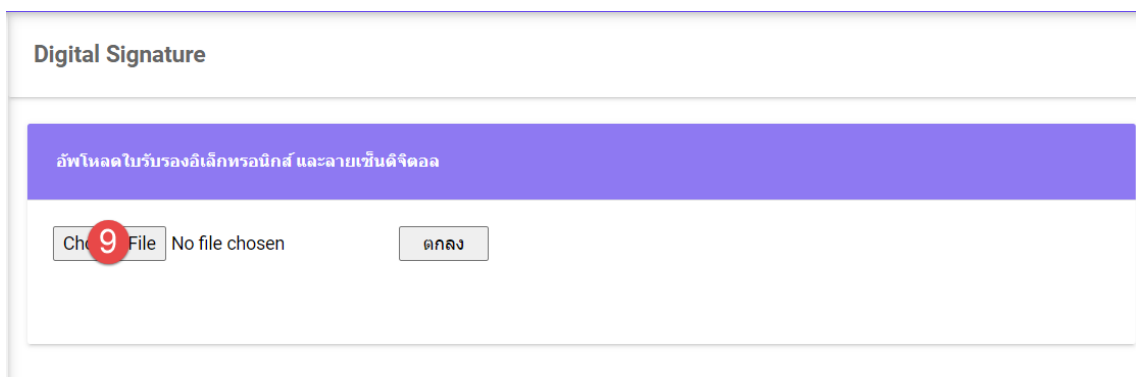 Digital Signature
อัพโหลดใบรับรองอิเล็กทรอนิกส์ และลายเซ็นดิจิตอล
9 File No file chosen ตกลง